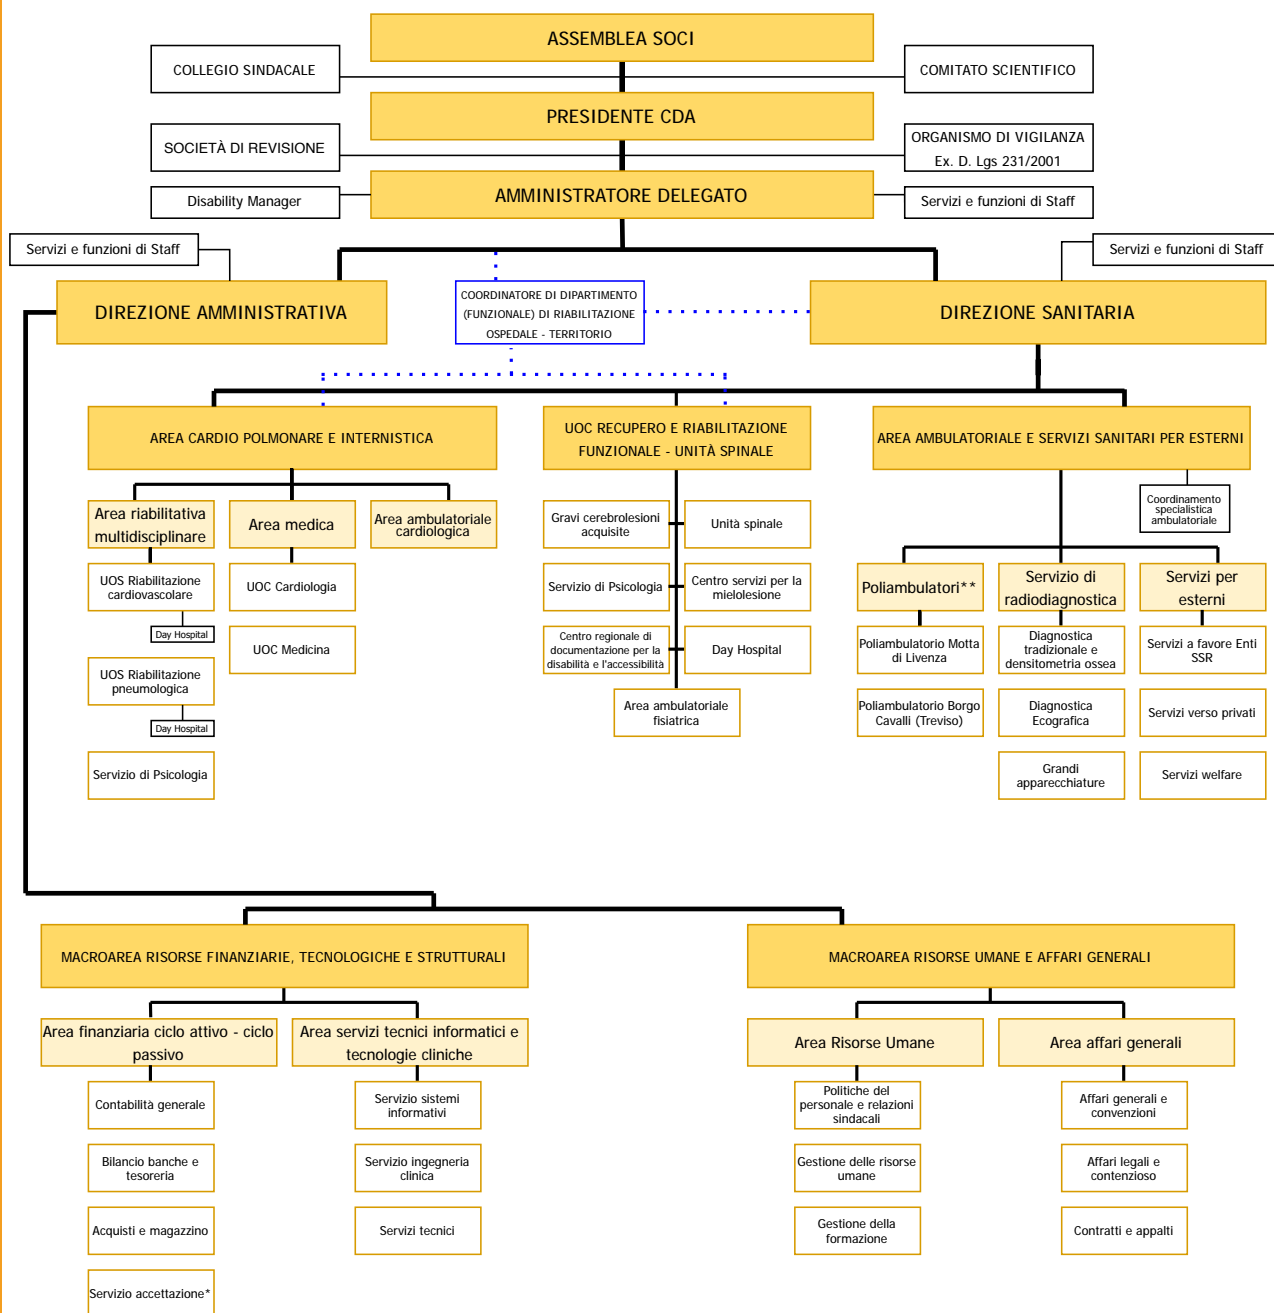 ASSEMBLEA SOCI
COLLEGIO SINDACALE
COMITATO SCIENTIFICO
PRESIDENTE CDA
SOCIETÀ DI REVISIONE
ORGANISMO DI VIGILANZA
Ex. D. Lgs 231/2001
AMMINISTRATORE DELEGATO
Disability Manager
Servizi e funzioni di Staff
Servizi e funzioni di Staff
Servizi e funzioni di Staff
DIREZIONE AMMINISTRATIVA
COORDINATORE DI DIPARTIMENTO
(FUNZIONALE) DI RIABILITAZIONE
OSPEDALE - TERRITORIO
DIREZIONE SANITARIA
AREA CARDIO POLMONARE E INTERNISTICA
UOC RECUPERO E RIABILITAZIONE
FUNZIONALE - UNITÀ SPINALE
AREA AMBULATORIALE E SERVIZI SANITARI PER ESTERNI
Coordinamento
specialistica
ambulatoriale
Area riabilitativa
multidisciplinare
Area medica
Area ambulatoriale
cardiologica
UOS Riabilitazione
cardiovascolare
Day Hospital
UOS Riabilitazione
pneumologica
Day Hospital
Servizio di Psicologia
UOC Cardiologia
UOC Medicina
Gravi cerebrolesioni
acquisite
Unità spinale
Servizio di Psicologia
Centro servizi per la
mielolesione
Centro regionale di
documentazione per la
disabilità e l'accessibilità
Day Hospital
Area ambulatoriale
fisiatrica
Poliambulatori**
Servizio di
radiodiagnostica
Servizi per
esterni
Poliambulatorio Motta
di Livenza
Poliambulatorio Borgo
Cavalli (Treviso)
Diagnostica
tradizionale e
densitometria ossea
Diagnostica
Ecografica
Grandi
apparecchiature
Servizi a favore Enti
SSR
Servizi verso privati
Servizi welfare
MACROAREA RISORSE FINANZIARIE, TECNOLOGICHE E STRUTTURALI
MACROAREA RISORSE UMANE E AFFARI GENERALI
Area finanziaria ciclo attivo - ciclo
passivo
Area servizi tecnici informatici e
tecnologie cliniche
Area Risorse Umane
Area affari generali
Contabilità generale
Bilancio banche e
tesoreria
Acquisti e magazzino
Servizio accettazione*
Servizio sistemi
informativi
Servizio ingegneria
clinica
Servizi tecnici
Politiche del
personale e relazioni
sindacali
Gestione delle risorse
umane
Gestione della
formazione
Affari generali e
convenzioni
Affari legali e
contenzioso
Contratti e appalti